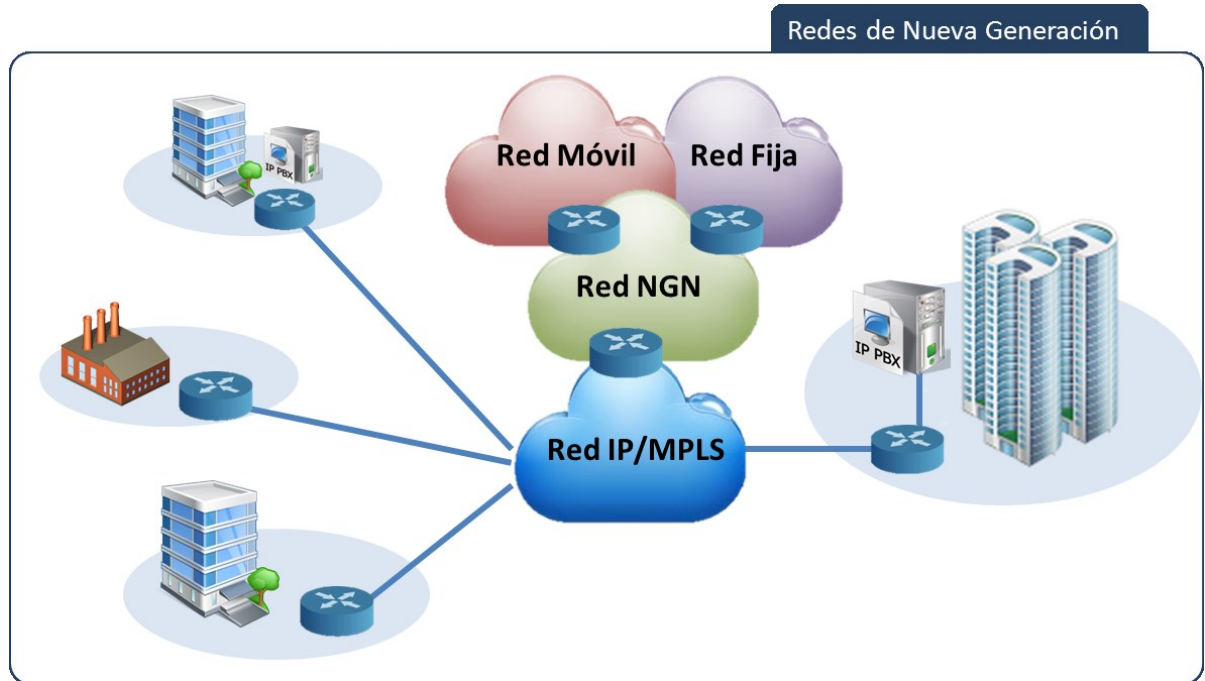 Redes de Nueva Generación
Red Móvil
Red Fija
IP PBX
Red NGN
IP PBX
Red IP/MPLS